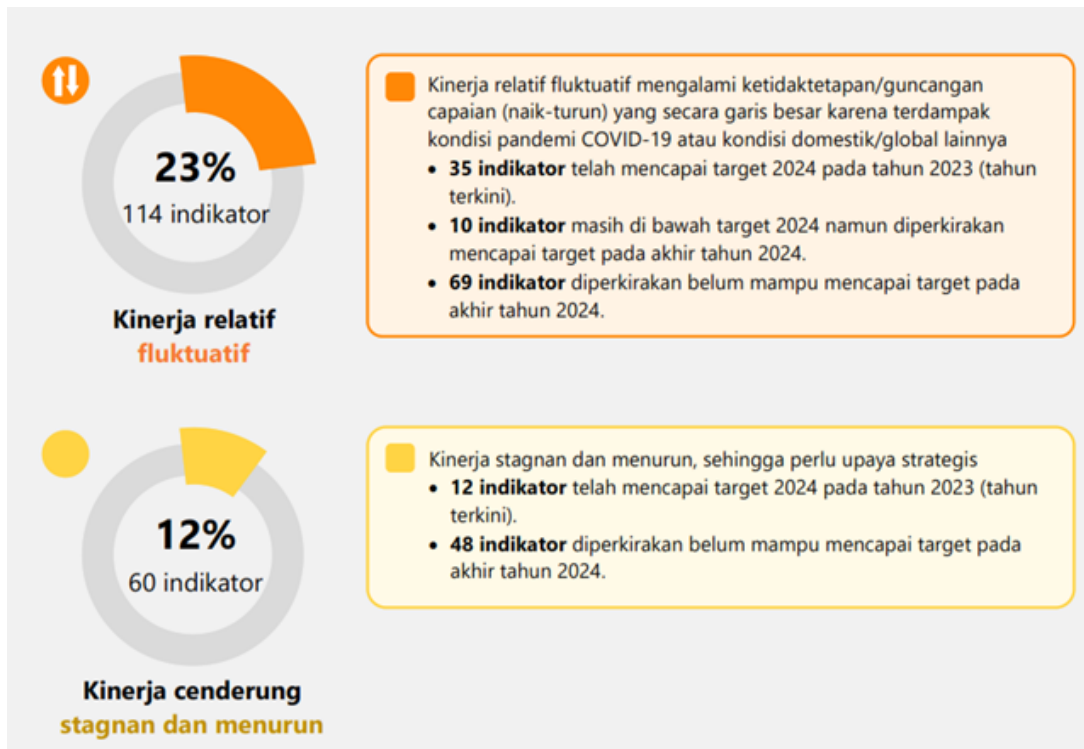 23%
114 indikator
Kinerja relatif
fluktuatif
Kinerja relatif fluktuatif mengalami ketidaktetapan/guncangan
capaian (naik-turun) yang secara garis besar karena terdampak
kondisi pandemi COVID-19 atau kondisi domestik/global lainnya
• 35 indikator telah mencapai target 2024 pada tahun 2023 (tahun
terkini).
• 10 indikator masih di bawah target 2024 namun diperkirakan
mencapai target pada akhir tahun 2024.
• 69 indikator diperkirakan belum mampu mencapai target pada
akhir tahun 2024.
12%
60 indikator
Kinerja cenderung
stagnan dan menurun
Kinerja stagnan dan menurun, sehingga perlu upaya strategis
• 12 indikator telah mencapai target 2024 pada tahun 2023 (tahun
terkini).
• 48 indikator diperkirakan belum mampu mencapai target pada
akhir tahun 2024.